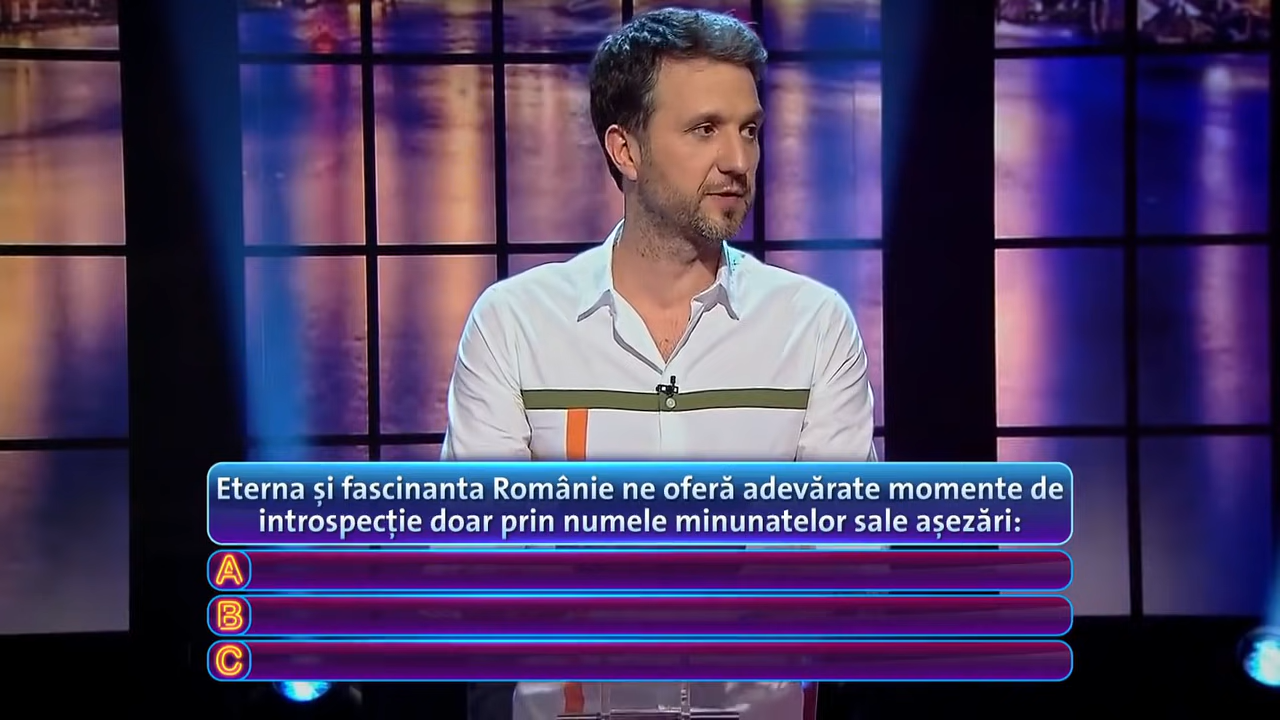 Eterna și fascinanta Românie ne oferă adevărate momente de
introspecție doar prin numele minunatelor sale așezări:
A
B
C